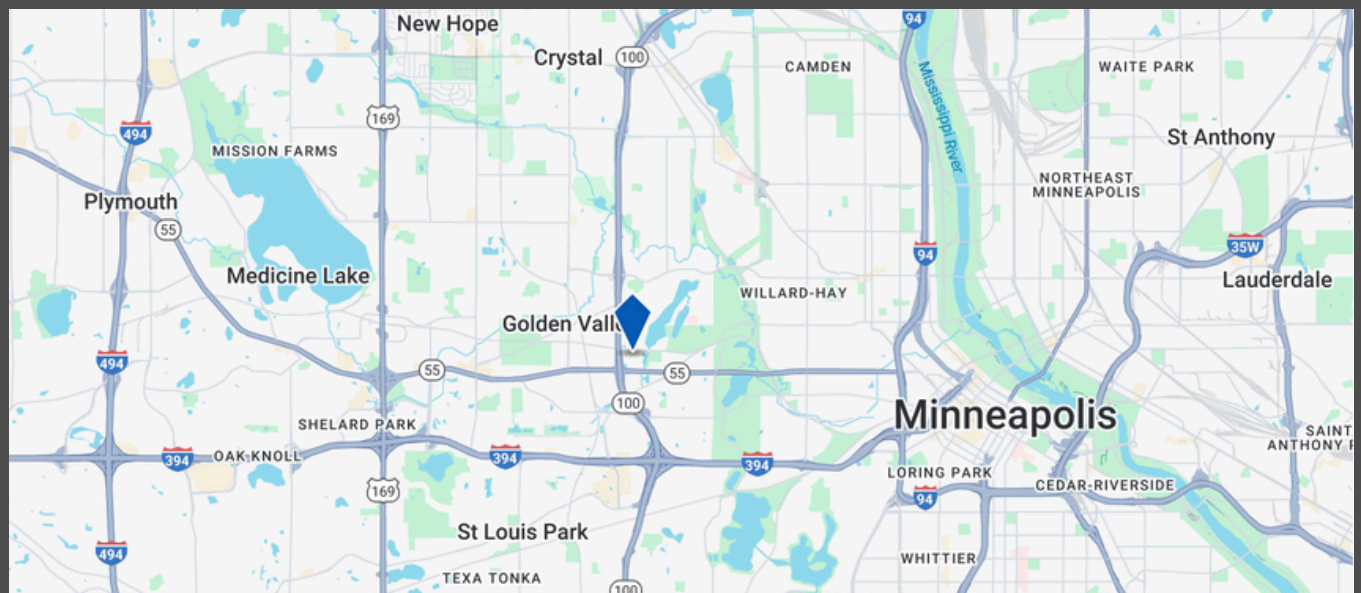 New Hope
94
Crystal
100
CAMDEN
WAITE PARK
169
494
Mississippi River
St Anthony
MISSION FARMS
NORTHEAST
MINNEAPOLIS
Plymouth
55
94
35W
Medicine Lake
Lauderdale
WILLARD-HAY
Golden Vall
494
55
55
100
Minneapolis
SHELARD PARK
SAINT
ANTHONY
OAK KNOLL
394
394
394
LORING PARK
CEDAR-RIVERSIDE
169
94
St Louis Park
494
WHITTIER
TEXA TONKA
100